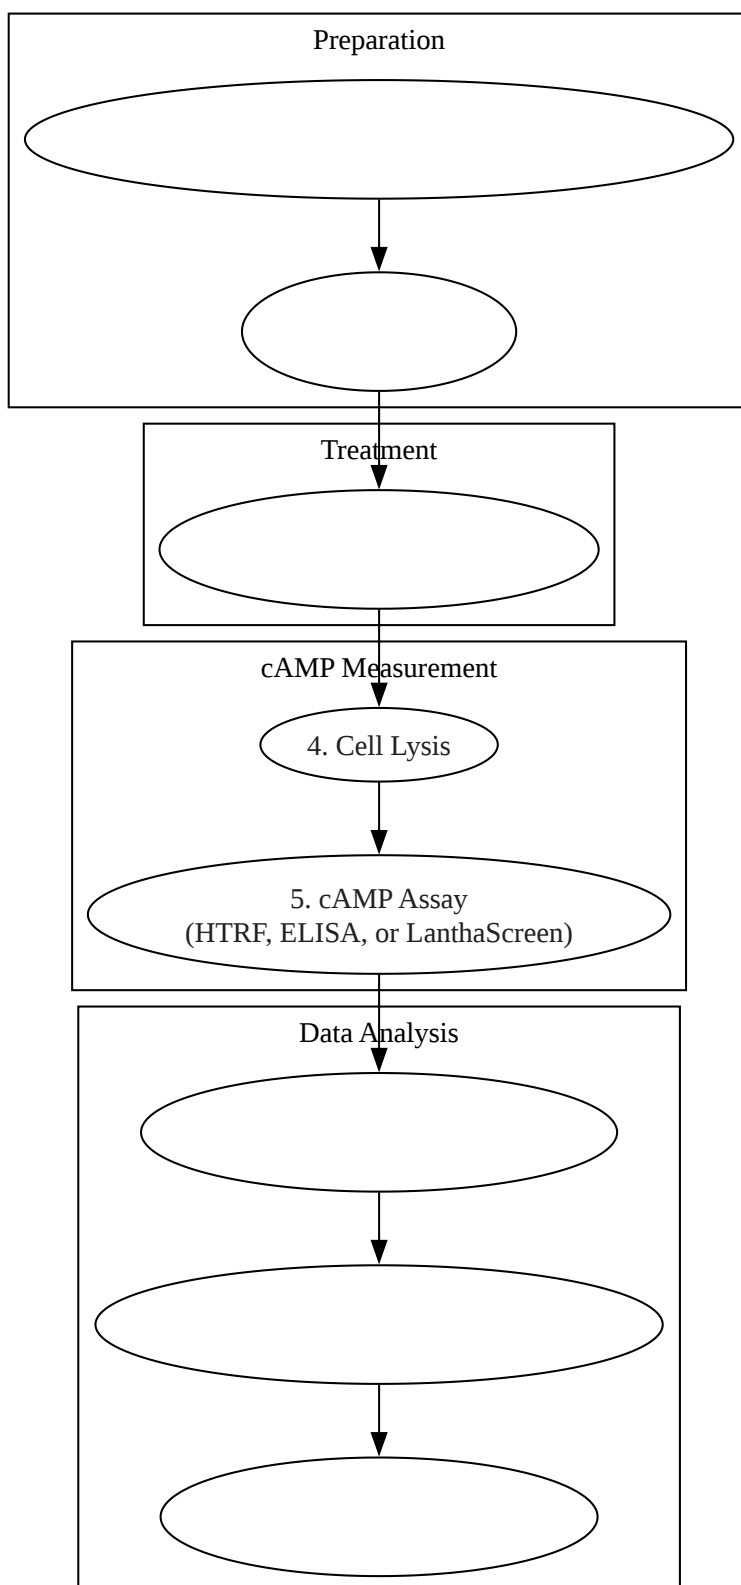 Preparation
Treatment
cAMP Measurement
4. Cell Lysis
5. cAMP Assay
(HTRF, ELISA, or LanthaScreen)
Data Analysis